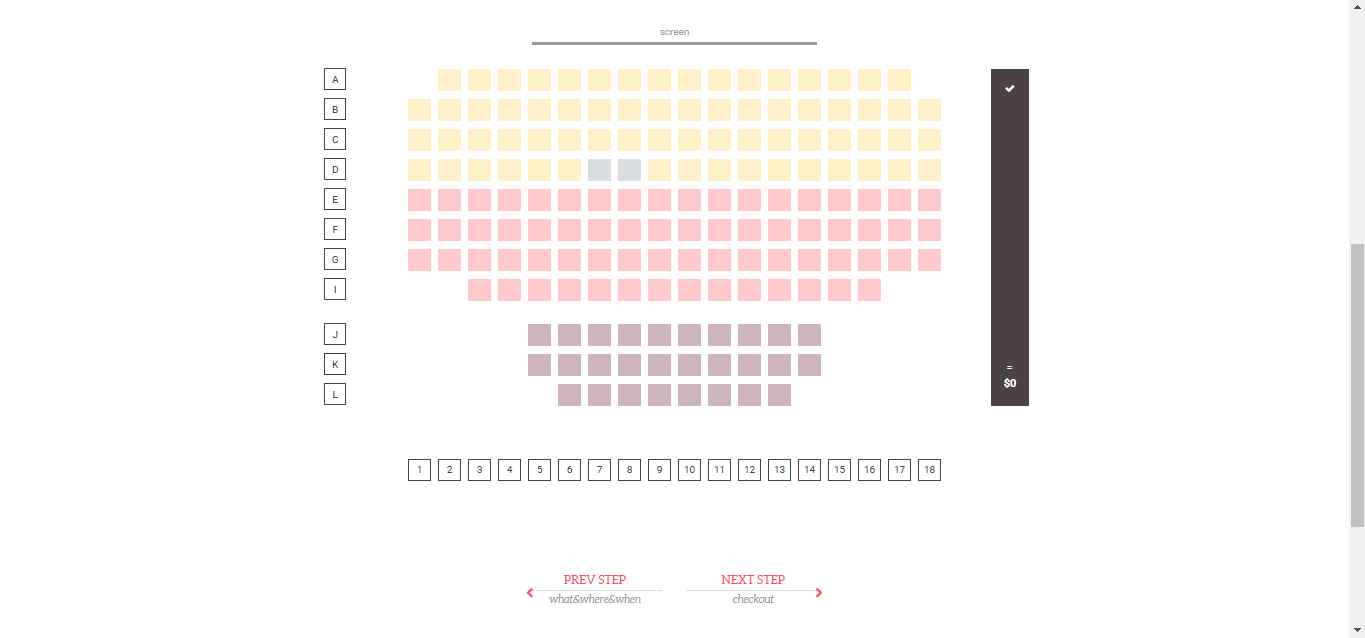 screen
A
B
C
D
E
F
G
I
J
K
L
=
$0
1 2 3 4 5 6 7 8 9 10 11 12 13 14 15 16 17 18
PREV STEP NEXT STEP
what&where&when checkout